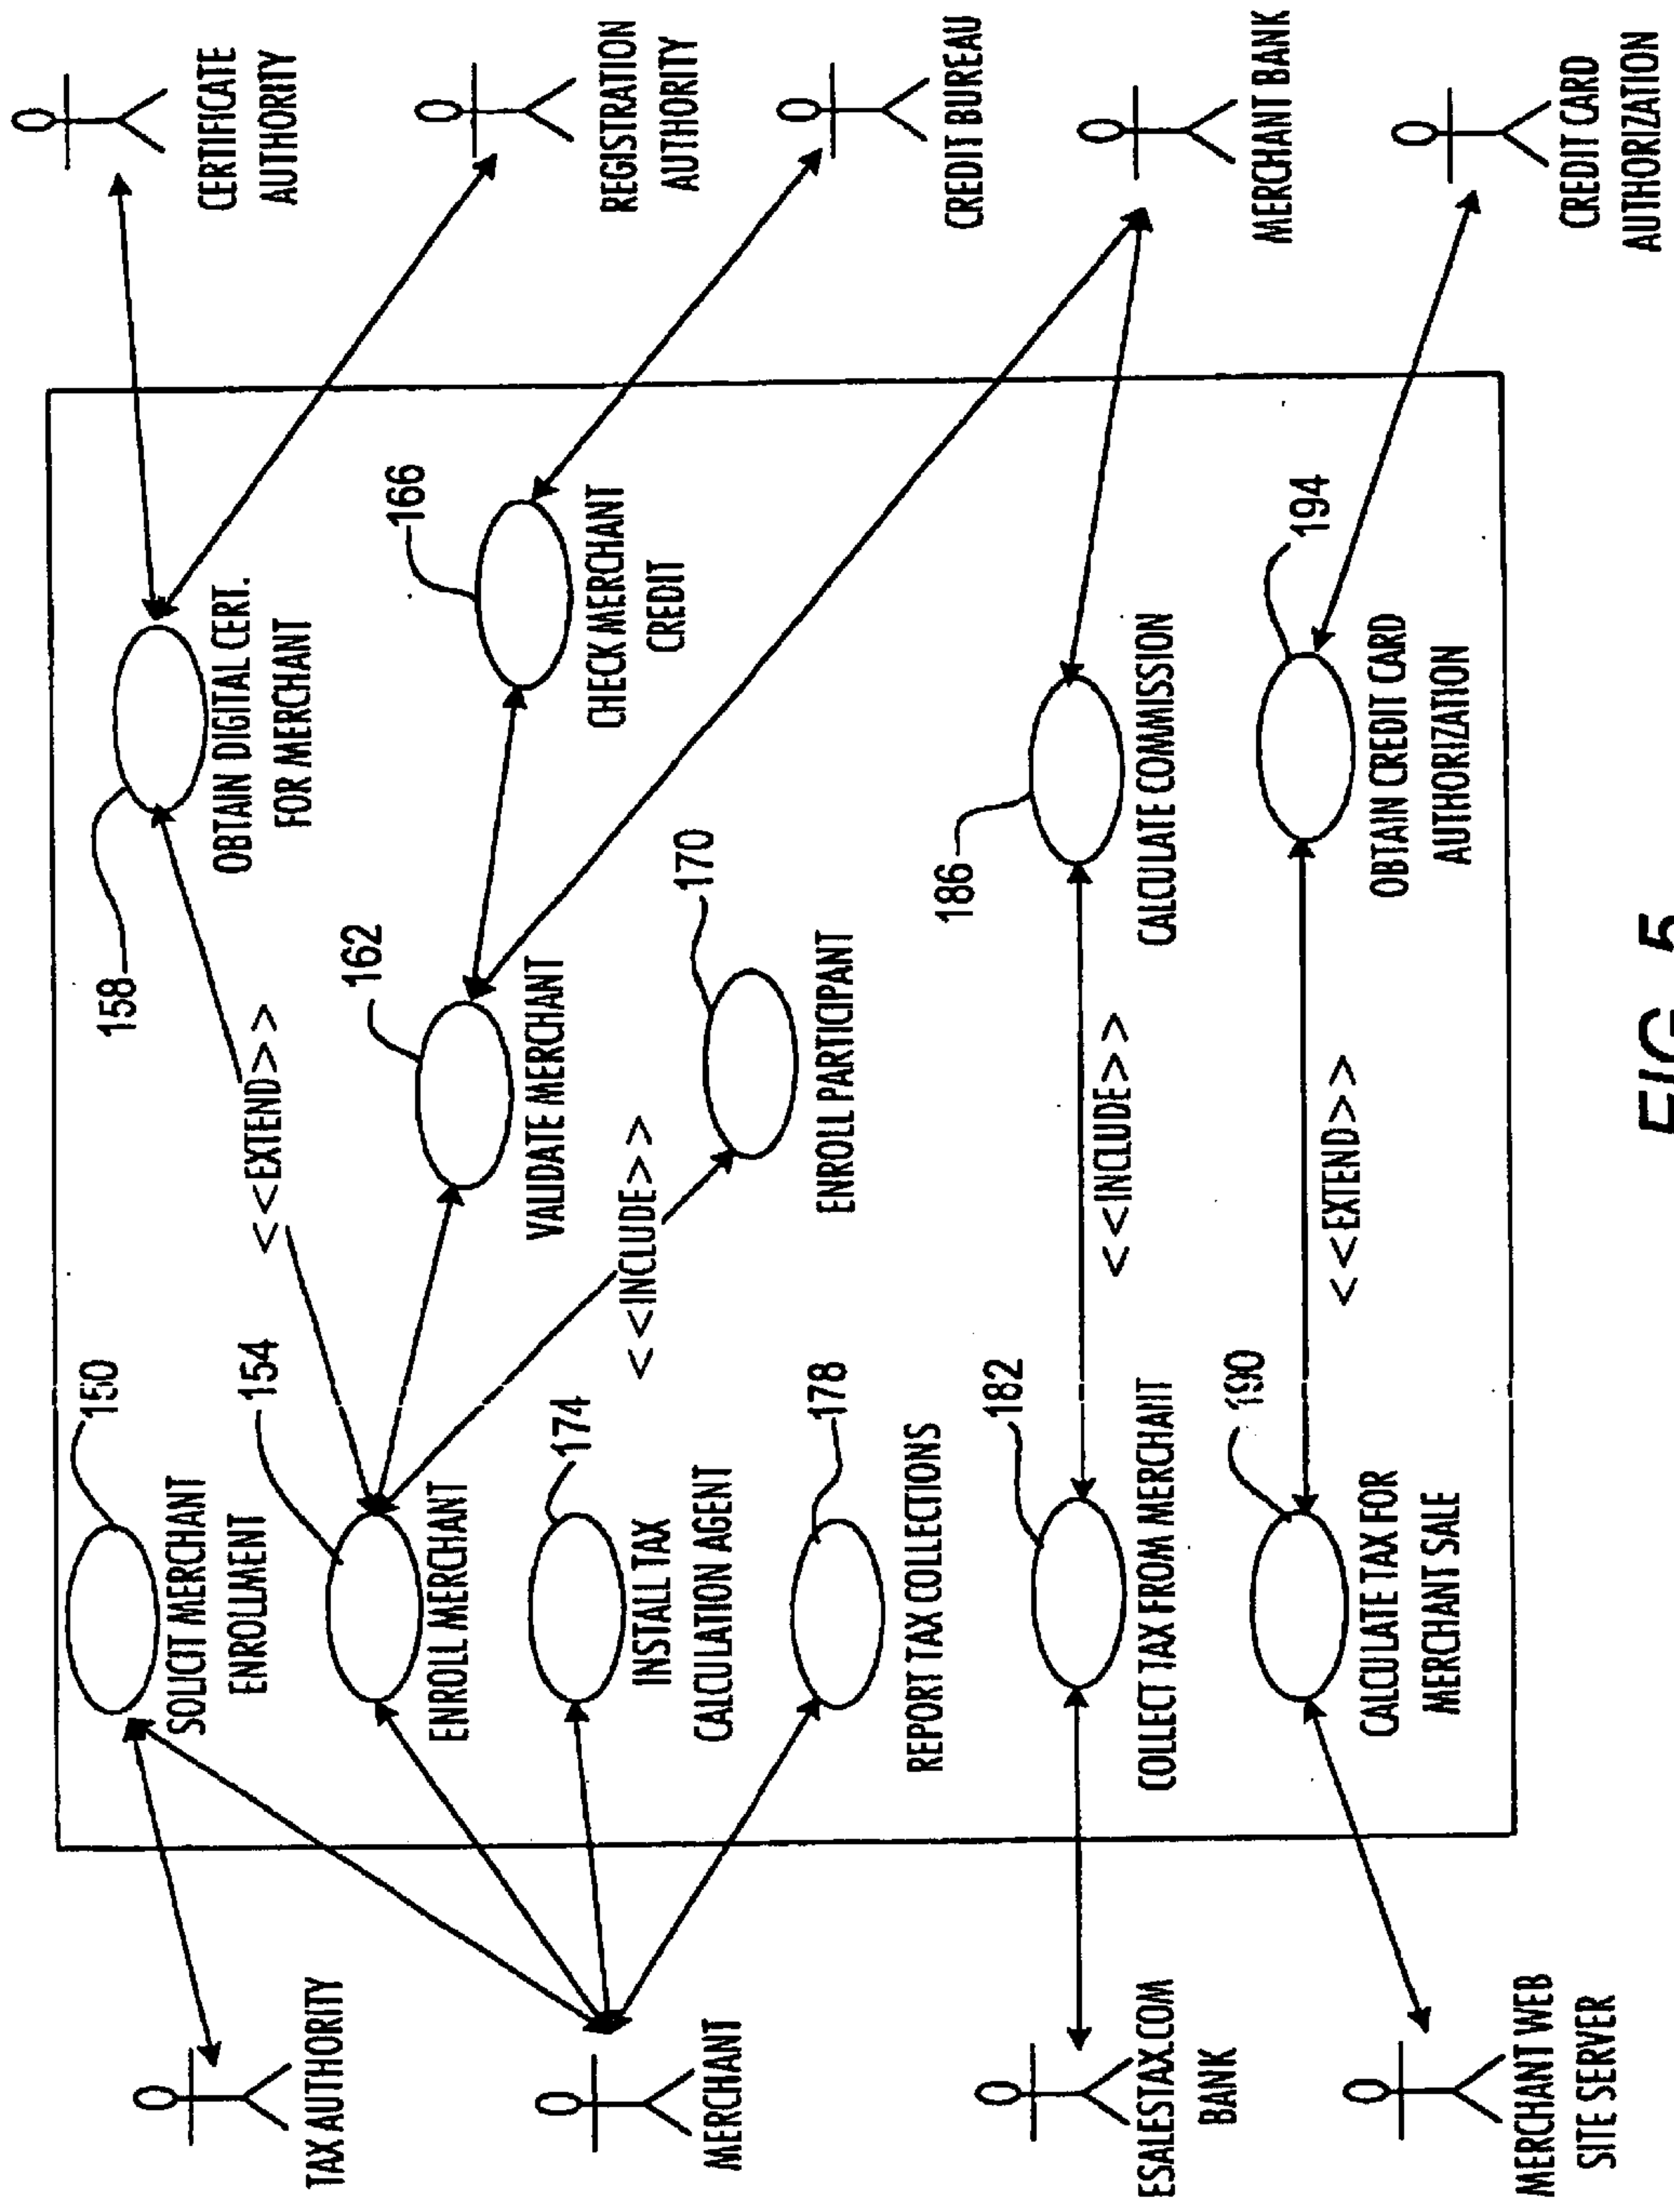 TAX AUTHORITY
MERCHANT
ESALESTAX.COM
BANK
MERCHANT WEB
SITE SERVER
150
SOLICIT MERCHANT
ENROLLMENT
154
ENROLL MERCHANT
174
INSTALL TAX
CALCULATION AGENT
178
REPORT TAX COLLECTIONS
182
COLLECT TAX FROM MERCHANT
190
CALCULATE TAX FOR
MERCHANT SALE
<<EXTEND>>
<<INCLUDE>>
<<INCLUDE>>
<<EXTEND>>
158
OBTAIN DIGITAL CERT.
FOR MERCHANT
162
VALIDATE MERCHANT
166
CHECK MERCHANT
CREDIT
170
ENROLL PARTICIPANT
186
CALCULATE COMMISSION
194
OBTAIN CREDIT CARD
AUTHORIZATION
CERTIFICATE
AUTHORITY
REGISTRATION
AUTHORITY
CREDIT BUREAU
MERCHANT BANK
CREDIT CARD
AUTHORIZATION
FIG. 5